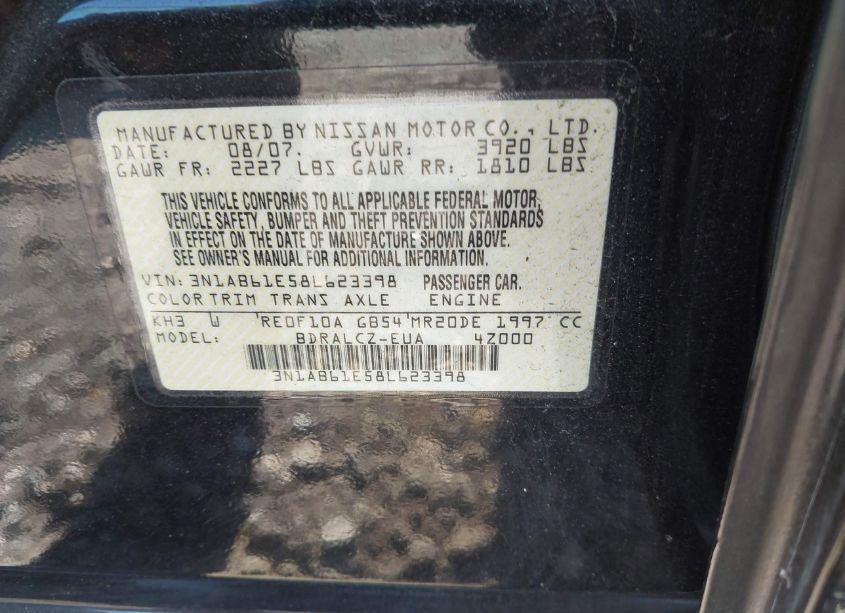 MANUFACTURED BY NISSAN MOTOR CO., LTD.
DATE: 08/07. GVWR: 3920 LBS
GAWR FR: 2227 LBS GAWR RR: 1810 LBS
THIS VEHICLE CONFORMS TO ALL APPLICABLE FEDERAL MOTOR,
VEHICLE SAFETY, BUMPER AND THEFT PREVENTION STANDARDS
IN EFFECT ON THE DATE OF MANUFACTURE SHOWN ABOVE.
SEE OWNER'S MANUAL FOR ADDITIONAL INFORMATION.
VIN: 3N1AB61E58L623398 PASSENGER CAR.
COLOR TRIM TRANS AXLE ENGINE
KH3 W RE0F10A GB54 MR20DE 1997 CC
MODEL: BDRALCZ-EUA 4Z000
3N1AB61E58L623398